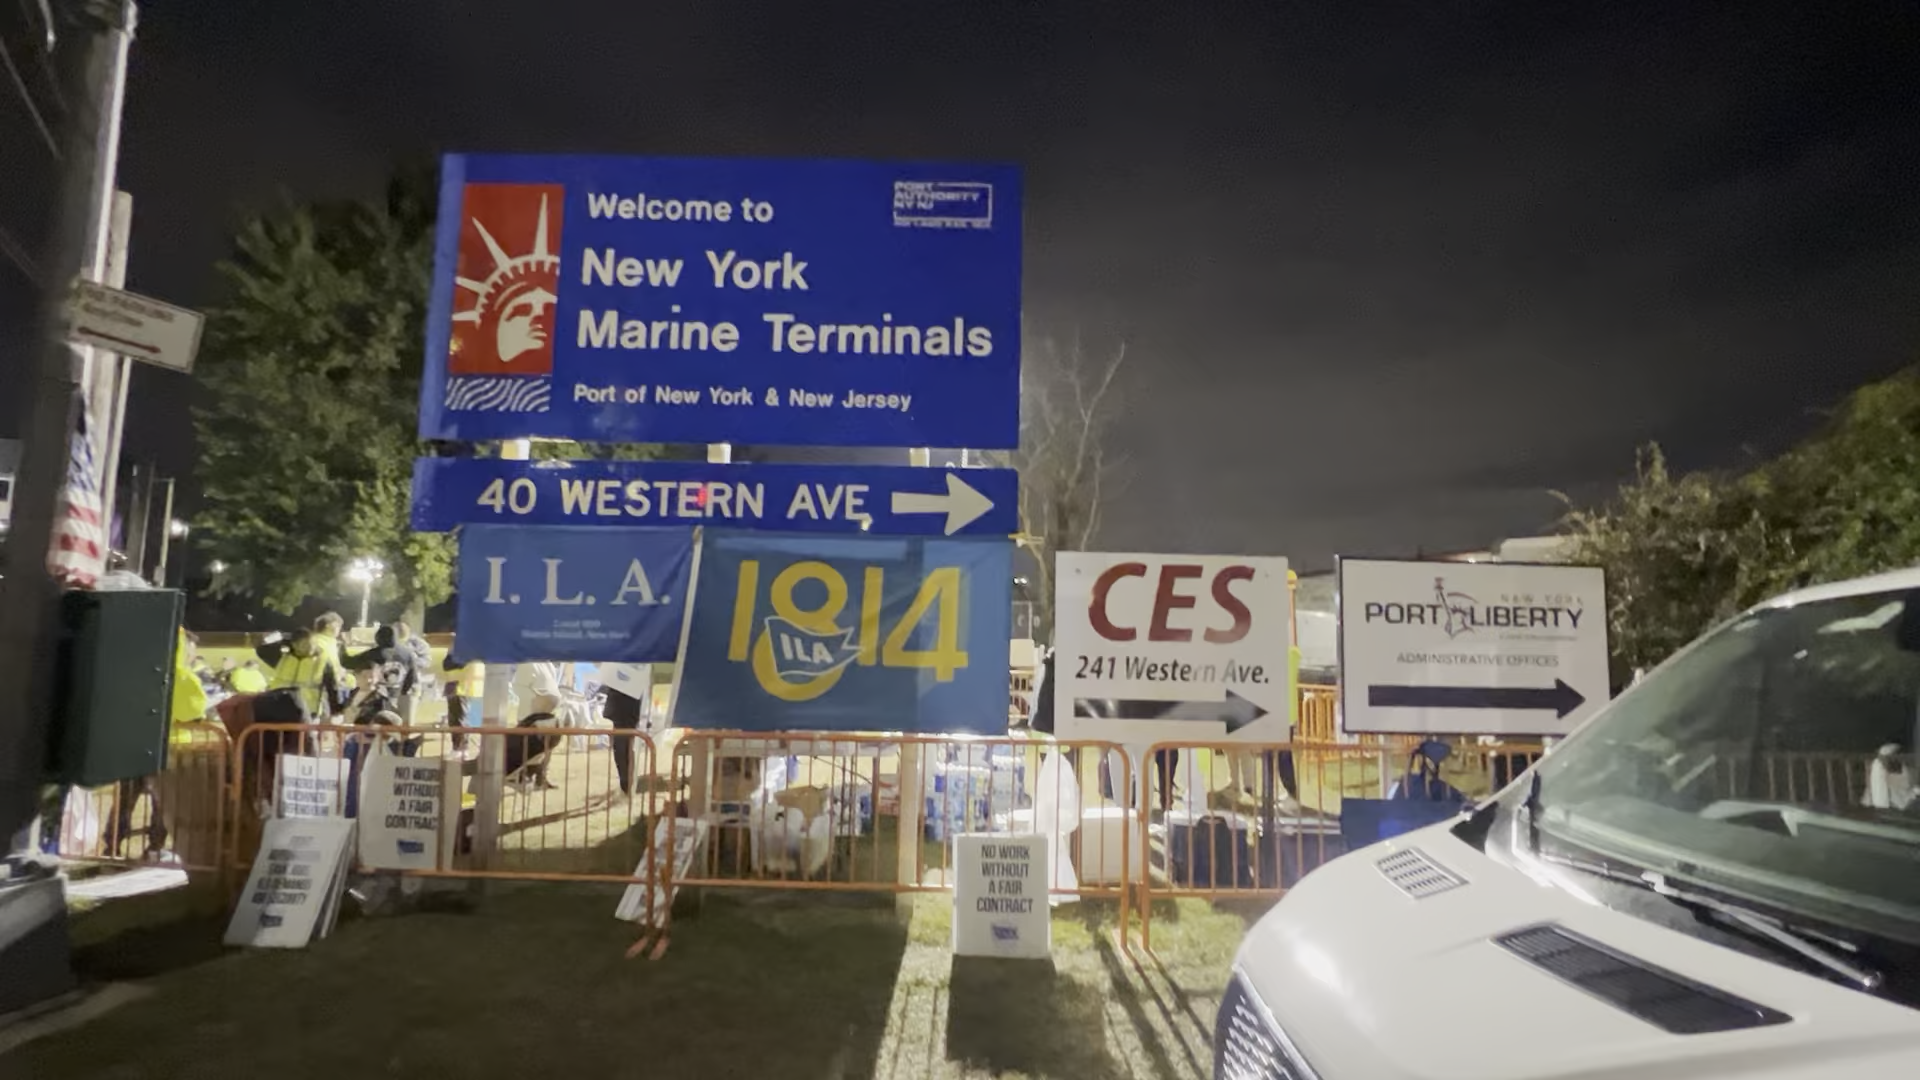 Welcome to
New York
Marine Terminals
Port of New York & New Jersey
PORT
AUTHORITY
NY NJ
40 WESTERN AVE
I. L. A.
1814
ILA
CES
241 Western Ave.
NEW YORK
PORT LIBERTY
ADMINISTRATIVE OFFICES
NO WORK
WITHOUT
A FAIR
CONTRACT
NO WORK
WITHOUT
A FAIR
CONTRACT